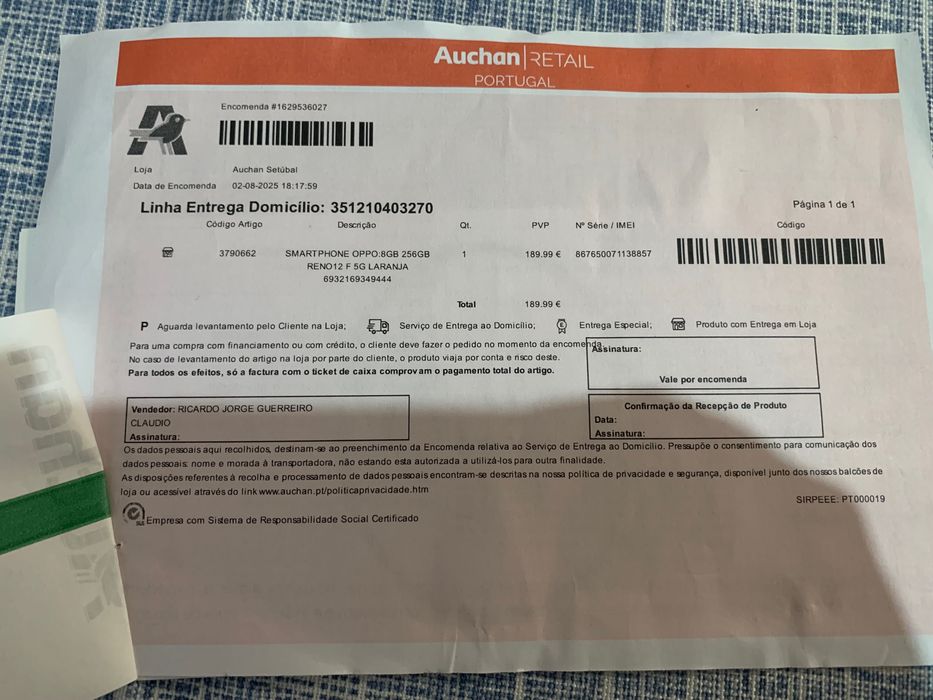 Auchan RETAIL
PORTUGAL
Encomenda #1629536027
Loja Auchan Setúbal
Data de Encomenda 02-08-2025 18:17:59
Linha Entrega Domicílio: 351210403270
Página 1 de 1
Código Artigo Descrição Qt. PVP Nº Série / IMEI Código
3790662 SMARTPHONE OPPO:8GB 256GB 1 189.99 € 867650071138857
RENO12 F 5G LARANJA
6932169349444
Total 189.99 €
P Aguarda levantamento pelo Cliente na Loja; Serviço de Entrega ao Domicílio; Entrega Especial; Produto com Entrega em Loja
Para uma compra com financiamento ou com crédito, o cliente deve fazer o pedido no momento da encomenda.
No caso de levantamento do artigo na loja por parte do cliente, o produto viaja por conta e risco deste.
Para todos os efeitos, só a factura com o ticket de caixa comprovam o pagamento total do artigo.
Assinatura:
Vale por encomenda
Vendedor: RICARDO JORGE GUERREIRO
CLAUDIO
Assinatura:
Confirmação da Recepção de Produto
Data:
Assinatura:
Os dados pessoais aqui recolhidos, destinam-se ao preenchimento da Encomenda relativa ao Serviço de Entrega ao Domicílio. Pressupõe o consentimento para comunicação dos
dados pessoais: nome e morada à transportadora, não estando esta autorizada a utilizá-los para outra finalidade.
As disposições referentes à recolha e processamento de dados pessoais encontram-se descritas na nossa política de privacidade e segurança, disponível junto dos nossos balcões de
loja ou acessível através do link www.auchan.pt/politicaprivacidade.htm
SIRPEEE: PT000019
Empresa com Sistema de Responsabilidade Social Certificado